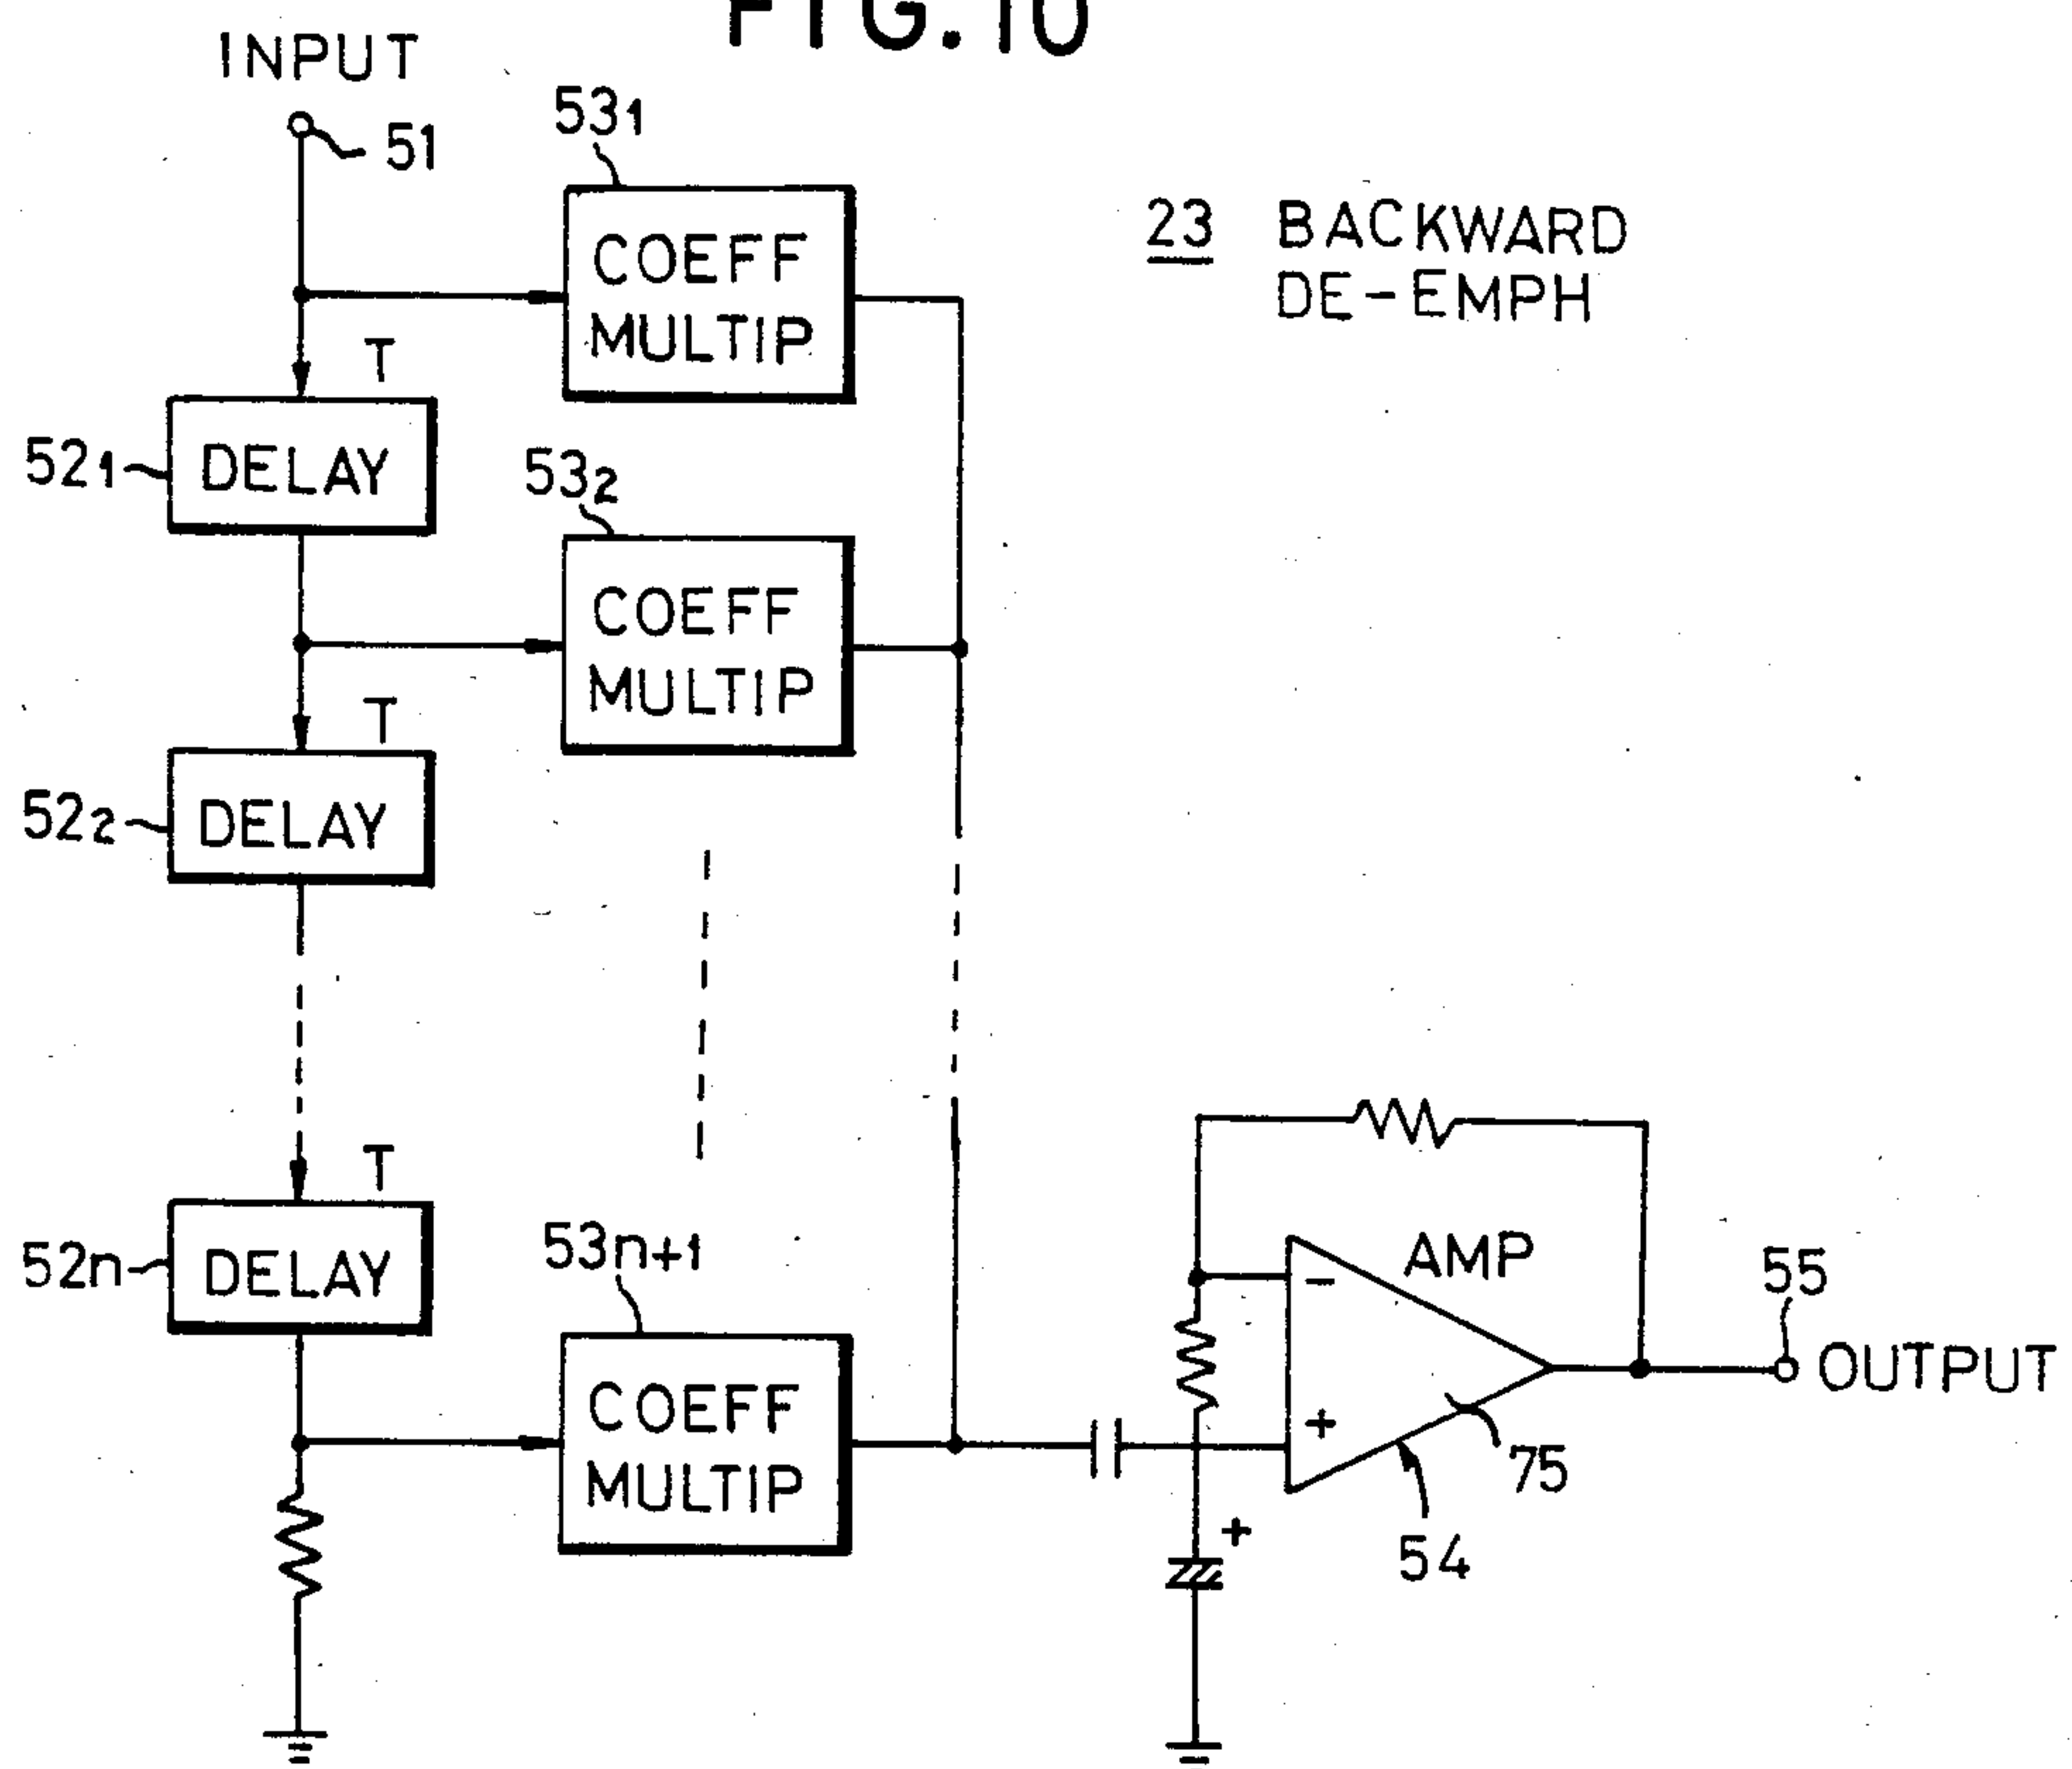 FIG. 10
INPUT
51
53₁
COEFF
MULTIP
23 BACKWARD
DE-EMPH
T
52₁
DELAY
53₂
COEFF
MULTIP
T
52₂
DELAY
T
52n
DELAY
53n+1
COEFF
MULTIP
AMP
-
+
55
OUTPUT
75
54
+